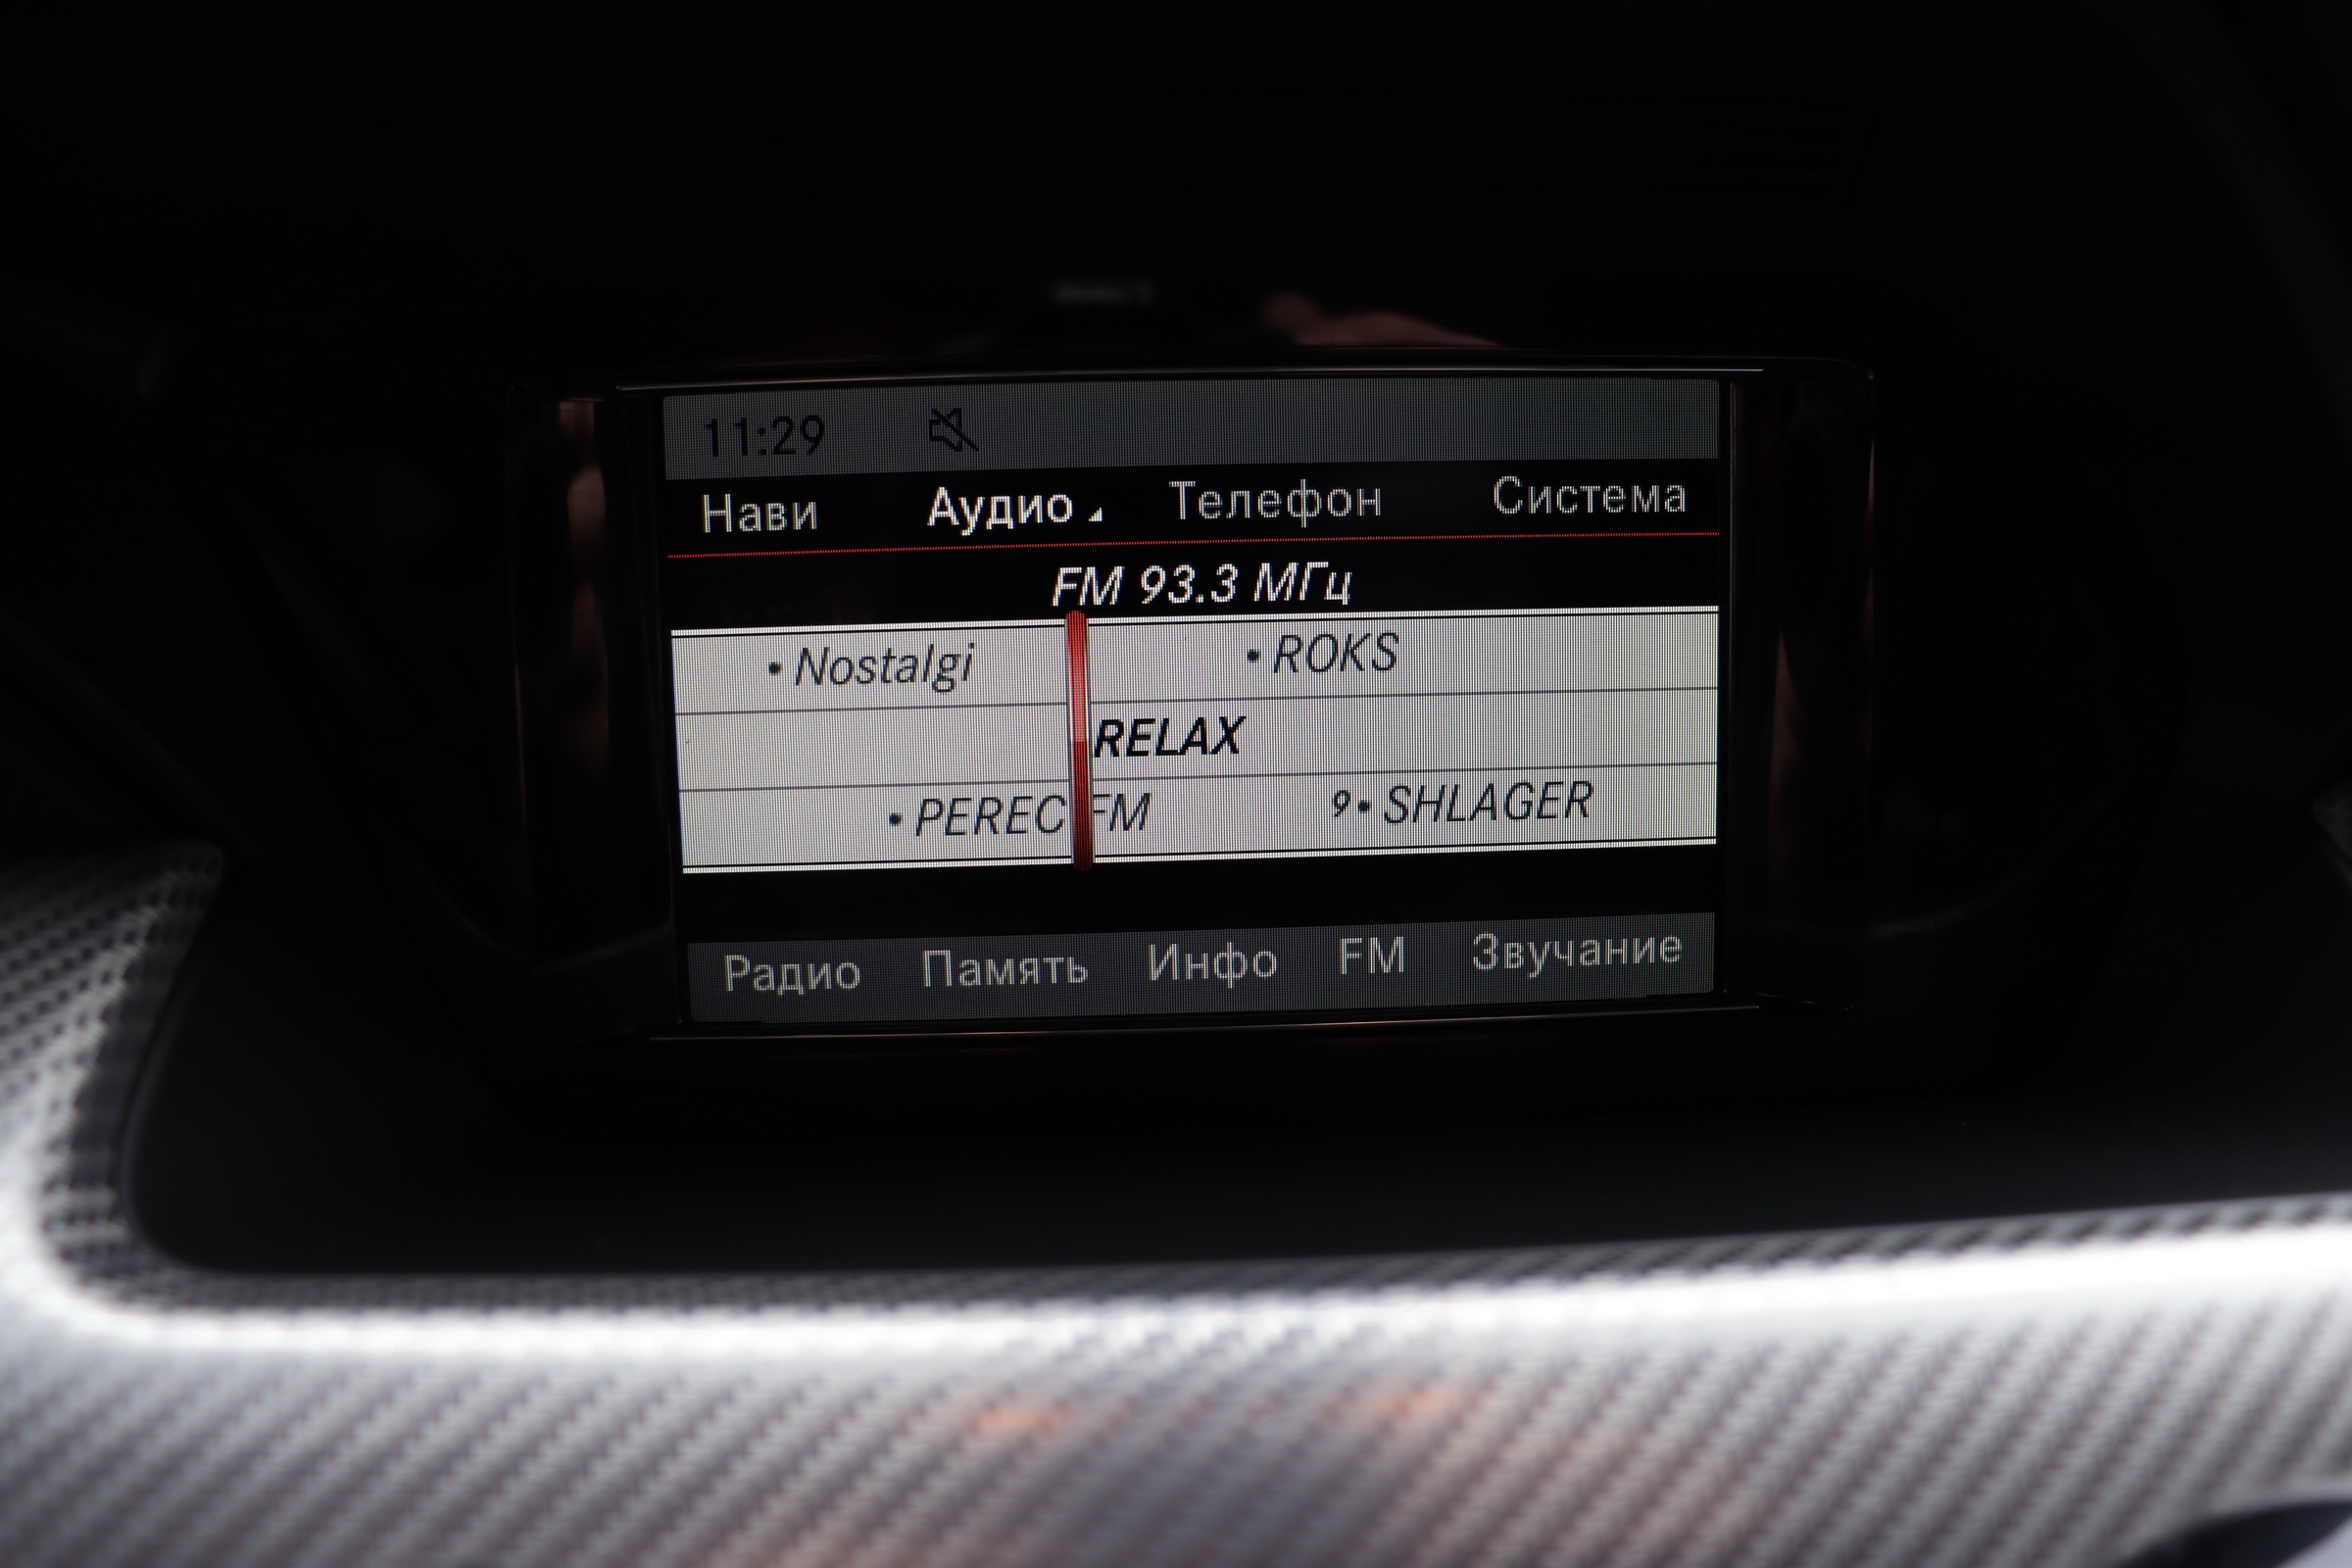 11:29
Нави Аудио Телефон Система
FM 93.3 МГц
• Nostalgi • ROKS
RELAX
• PEREC FM 9• SHLAGER
Радио Память Инфо FM Звучание